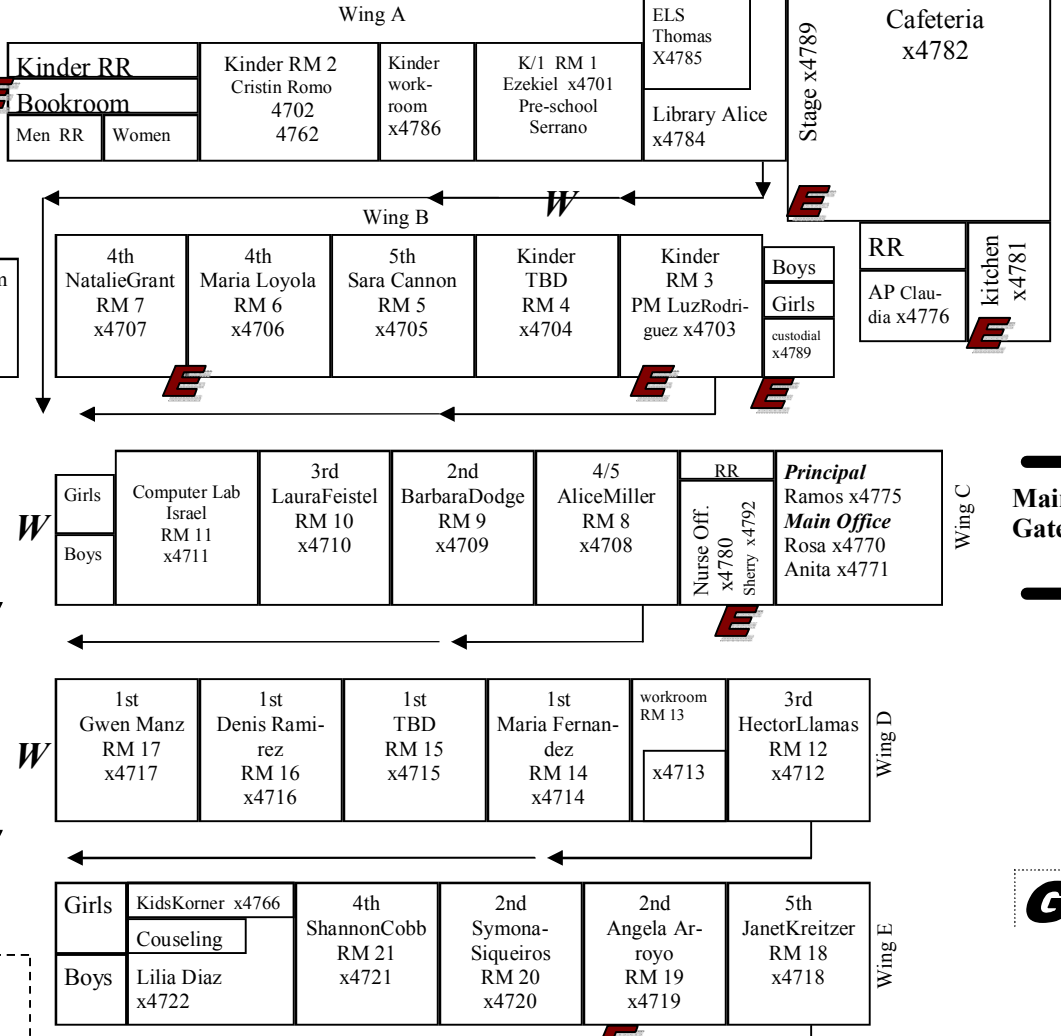 Wing A
Kinder RR
Bookroom
Men RR
Women
Kinder RM 2
Cristin Romo
4702
4762
Kinder
work-
room
x4786
K/1 RM 1
Ezekiel x4701
Pre-school
Serrano
ELS
Thomas
X4785
Library Alice
x4784
Stage x4789
Cafeteria
x4782
E
E
W
Wing B
4th
NatalieGrant
RM 7
x4707
4th
Maria Loyola
RM 6
x4706
5th
Sara Cannon
RM 5
x4705
Kinder
TBD
RM 4
x4704
Kinder
RM 3
PM LuzRodri-
guez x4703
Boys
Girls
custodial
x4789
RR
AP Clau-
dia x4776
kitchen
x4781
E
E
E
E
W
Girls
Boys
Computer Lab
Israel
RM 11
x4711
3rd
LauraFeistel
RM 10
x4710
2nd
BarbaraDodge
RM 9
x4709
4/5
AliceMiller
RM 8
x4708
RR
Nurse Off.
x4780
Sherry x4792
Principal
Ramos x4775
Main Office
Rosa x4770
Anita x4771
Wing C
E
W
1st
Gwen Manz
RM 17
x4717
1st
Denis Rami-
rez
RM 16
x4716
1st
TBD
RM 15
x4715
1st
Maria Fernan-
dez
RM 14
x4714
workroom
RM 13
x4713
3rd
HectorLlamas
RM 12
x4712
Wing D
G
Girls
Boys
KidsKorner x4766
Couseling
Lilia Diaz
x4722
4th
ShannonCobb
RM 21
x4721
2nd
Symona-
Siqueiros
RM 20
x4720
2nd
Angela Ar-
royo
RM 19
x4719
5th
JanetKreitzer
RM 18
x4718
Wing E
E